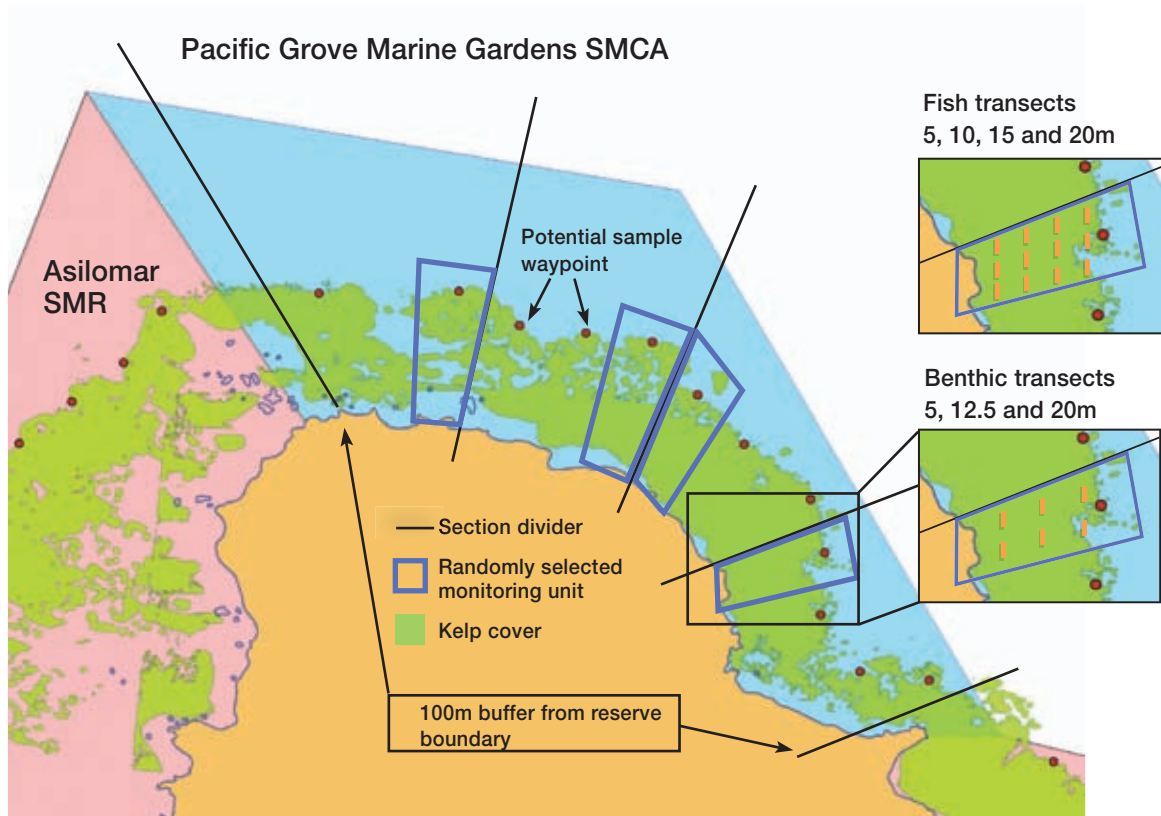 Pacific Grove Marine Gardens SMCA
Fish transects
5, 10, 15 and 20m
Potential sample
waypoint
Asilomar
SMR
Benthic transects
5, 12.5 and 20m
Section divider
Randomly selected
monitoring unit
Kelp cover
100m buffer from reserve
boundary